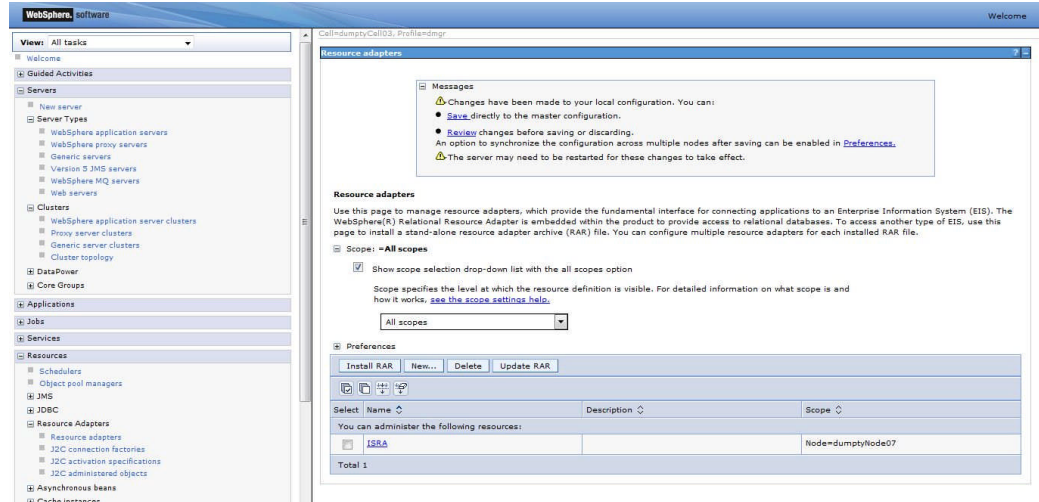 WebSphere. software
Welcome
View: All tasks
Welcome
Guided Activities
Servers
New server
Server Types
WebSphere application servers
WebSphere proxy servers
Generic servers
Version 5 JMS servers
WebSphere MQ servers
Web servers
Clusters
WebSphere application server clusters
Proxy server clusters
Generic server clusters
Cluster topology
DataPower
Core Groups
Applications
Jobs
Services
Resources
Schedulers
Object pool managers
JMS
JDBC
Resource Adapters
Resource adapters
J2C connection factories
J2C activation specifications
J2C administered objects
Asynchronous beans
Cache instances
Cell=dumptyCell03, Profile=dmgr
Resource adapters
? -
Messages
Changes have been made to your local configuration. You can:
Save directly to the master configuration.
Review changes before saving or discarding.
An option to synchronize the configuration across multiple nodes after saving can be enabled in Preferences.
The server may need to be restarted for these changes to take effect.
Resource adapters
Use this page to manage resource adapters, which provide the fundamental interface for connecting applications to an Enterprise Information System (EIS). The
WebSphere(R) Relational Resource Adapter is embedded within the product to provide access to relational databases. To access another type of EIS, use this
page to install a stand-alone resource adapter archive (RAR) file. You can configure multiple resource adapters for each installed RAR file.
Scope: =All scopes
Show scope selection drop-down list with the all scopes option
Scope specifies the level at which the resource definition is visible. For detailed information on what scope is and
how it works, see the scope settings help.
All scopes
Preferences
Install RAR New... Delete Update RAR
Select Name Description Scope
You can administer the following resources:
ISRA Node=dumptyNode07
Total 1